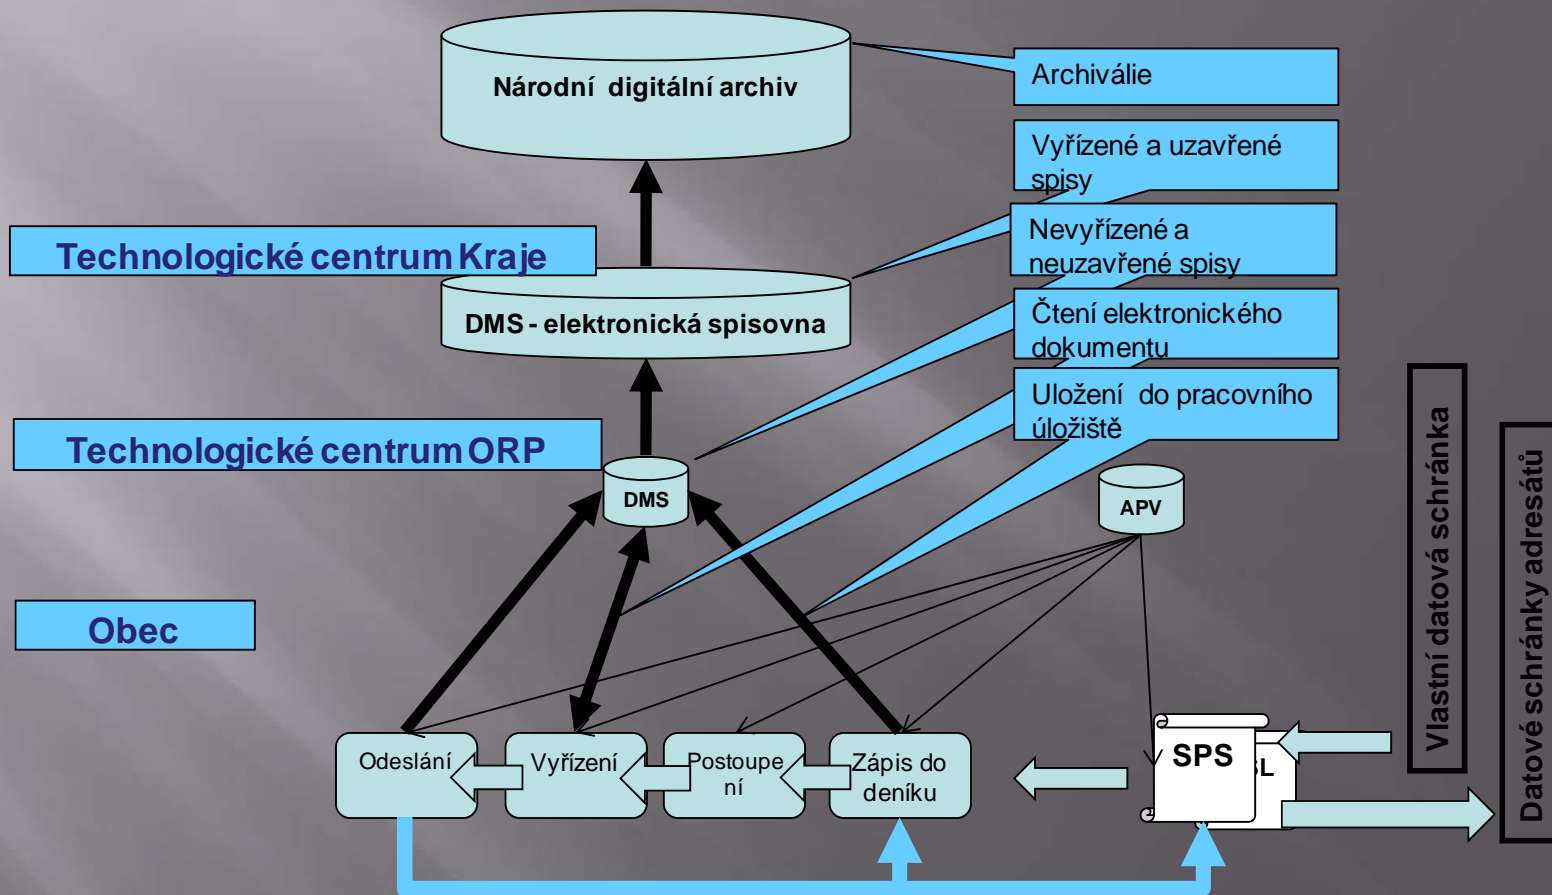 Národní digitální archiv
Archiválie
Vyřízené a uzavřené
spisy
Technologické centrum Kraje
Nevyřízené a
neuzavřené spisy
DMS - elektronická spisovna
Čtení elektronického
dokumentu
Technologické centrum ORP
Uložení do pracovního
úložiště
DMS
APV
Vlastní datová schránka
Datové schránky adresátů
Obec
Odeslání
Vyřízení
Postoupe
ní
Zápis do
deníku
SPS